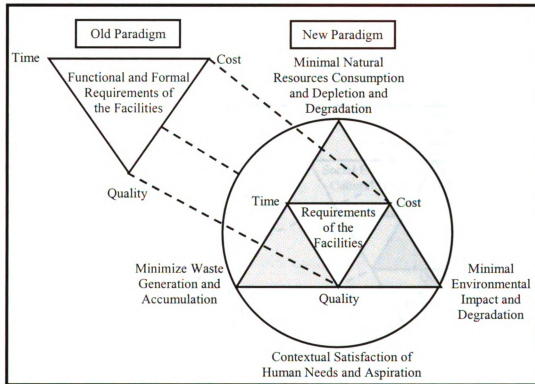 Old Paradigm
New Paradigm
Time
Cost
Functional and Formal
Requirements of
the Facilities
Quality
Minimal Natural
Resources Consumption
and Depletion and
Degradation
Time
Cost
Requirements
of the
Facilities
Minimize Waste
Generation and
Accumulation
Quality
Minimal
Environmental
Impact and
Degradation
Contextual Satisfaction of
Human Needs and Aspiration